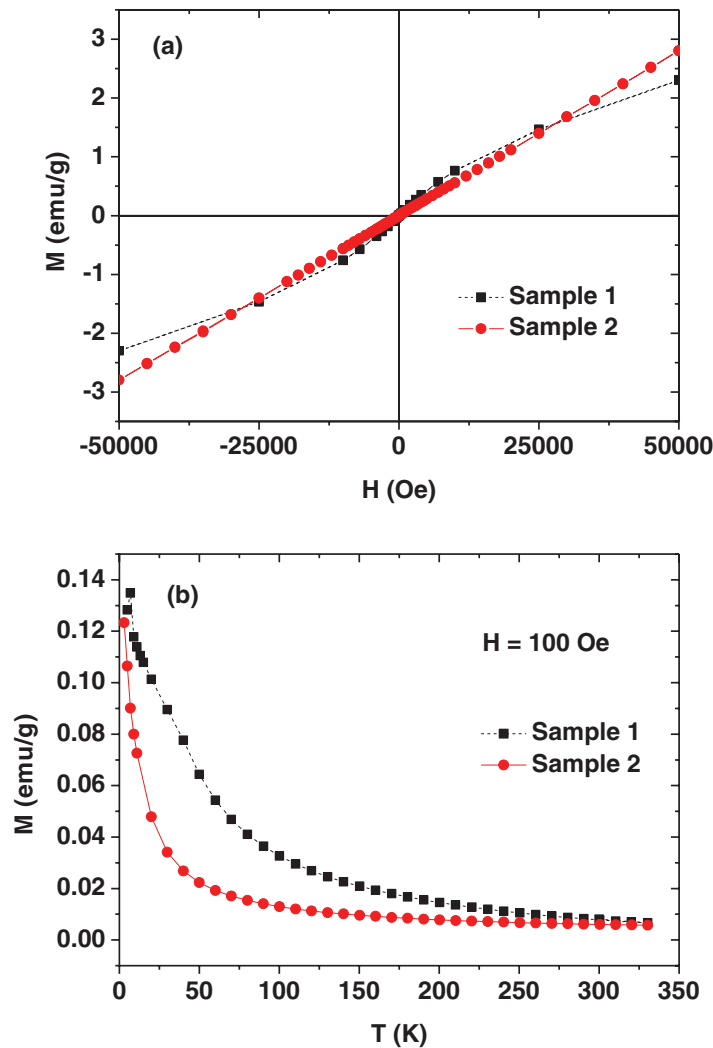 (a)
3
2
1
0
-1
-2
-3
M (emu/g)
Sample 1
Sample 2
-50000 -25000 0 25000 50000
H (Oe)
(b)
0.14
0.12
0.10
0.08
0.06
0.04
0.02
0.00
M (emu/g)
H = 100 Oe
Sample 1
Sample 2
0 50 100 150 200 250 300 350
T (K)